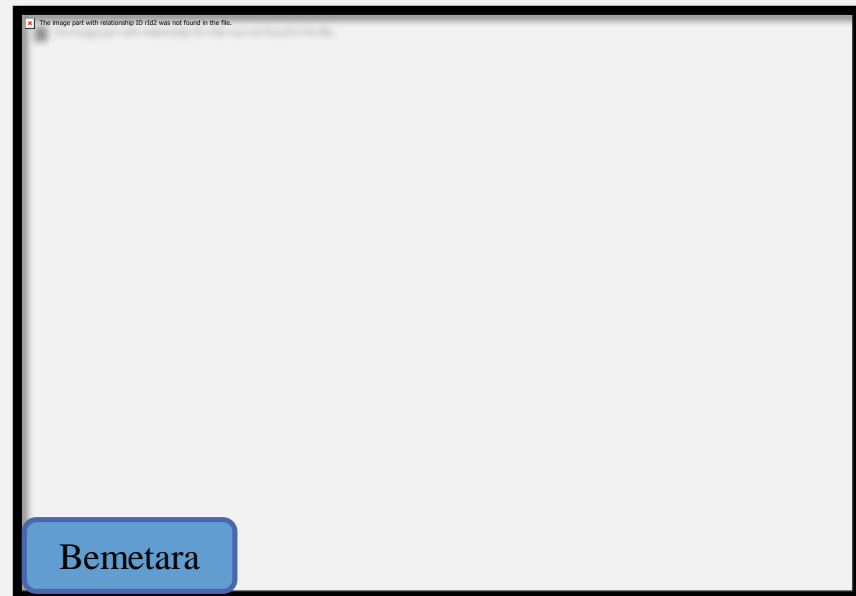 The image part with relationship ID rId2 was not found in the file.
Bemetara